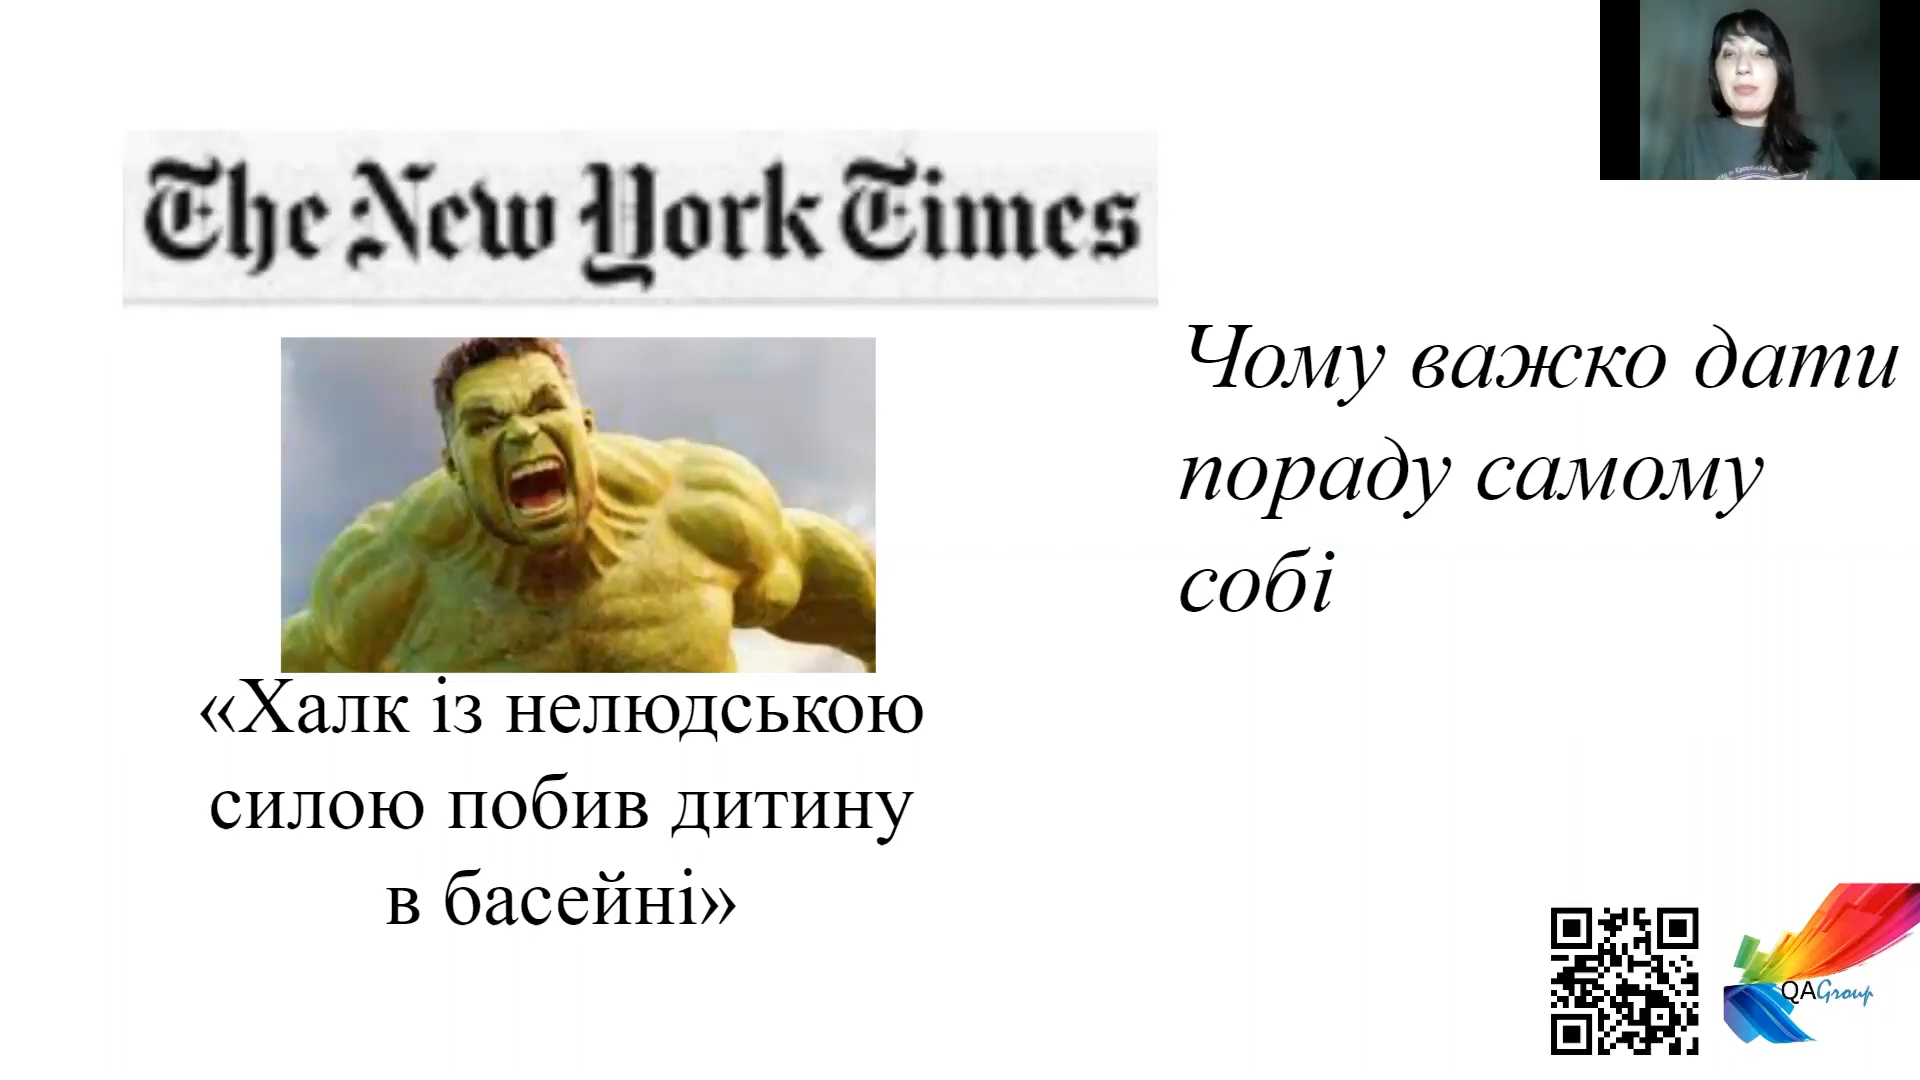 The New York Times
Чому важко дати
пораду самому
собі
«Халк із нелюдською
силою побив дитину
в басейні»
QAGroup